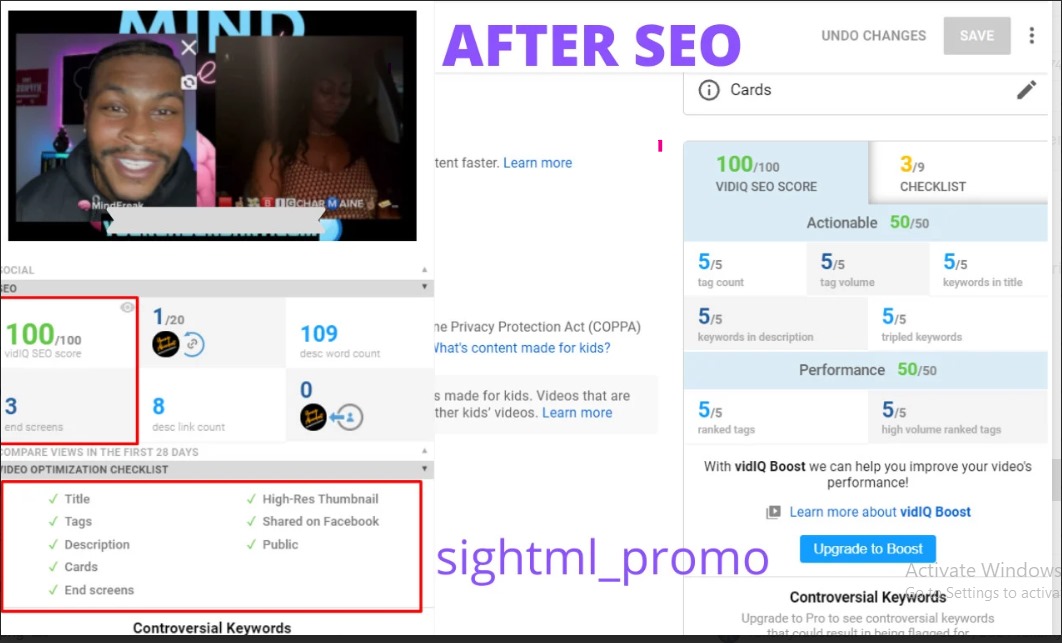 MIND
MindFreak
BIGCHARMAINE
SOCIAL
SEO
100/100
vidIQ SEO score
1/20
109
desc word count
3
end screens
8
desc link count
0
COMPARE VIEWS IN THE FIRST 28 DAYS
VIDEO OPTIMIZATION CHECKLIST
✓ Title
✓ Tags
✓ Description
✓ Cards
✓ End screens
✓ High-Res Thumbnail
✓ Shared on Facebook
✓ Public
Controversial Keywords
AFTER SEO
tent faster. Learn more
ne Privacy Protection Act (COPPA)
What's content made for kids?
s made for kids. Videos that are
ther kids' videos. Learn more
sightml_promo
UNDO CHANGES
SAVE
Cards
100/100
VIDIQ SEO SCORE
3/9
CHECKLIST
Actionable 50/50
5/5
tag count
5/5
tag volume
5/5
keywords in title
5/5
keywords in description
5/5
tripled keywords
Performance 50/50
5/5
ranked tags
5/5
high volume ranked tags
With vidIQ Boost we can help you improve your video's
performance!
Learn more about vidIQ Boost
Upgrade to Boost
Activate Windows
Go to Settings to activa
Controversial Keywords
Upgrade to Pro to see controversial keywords
that could result in being flagged for